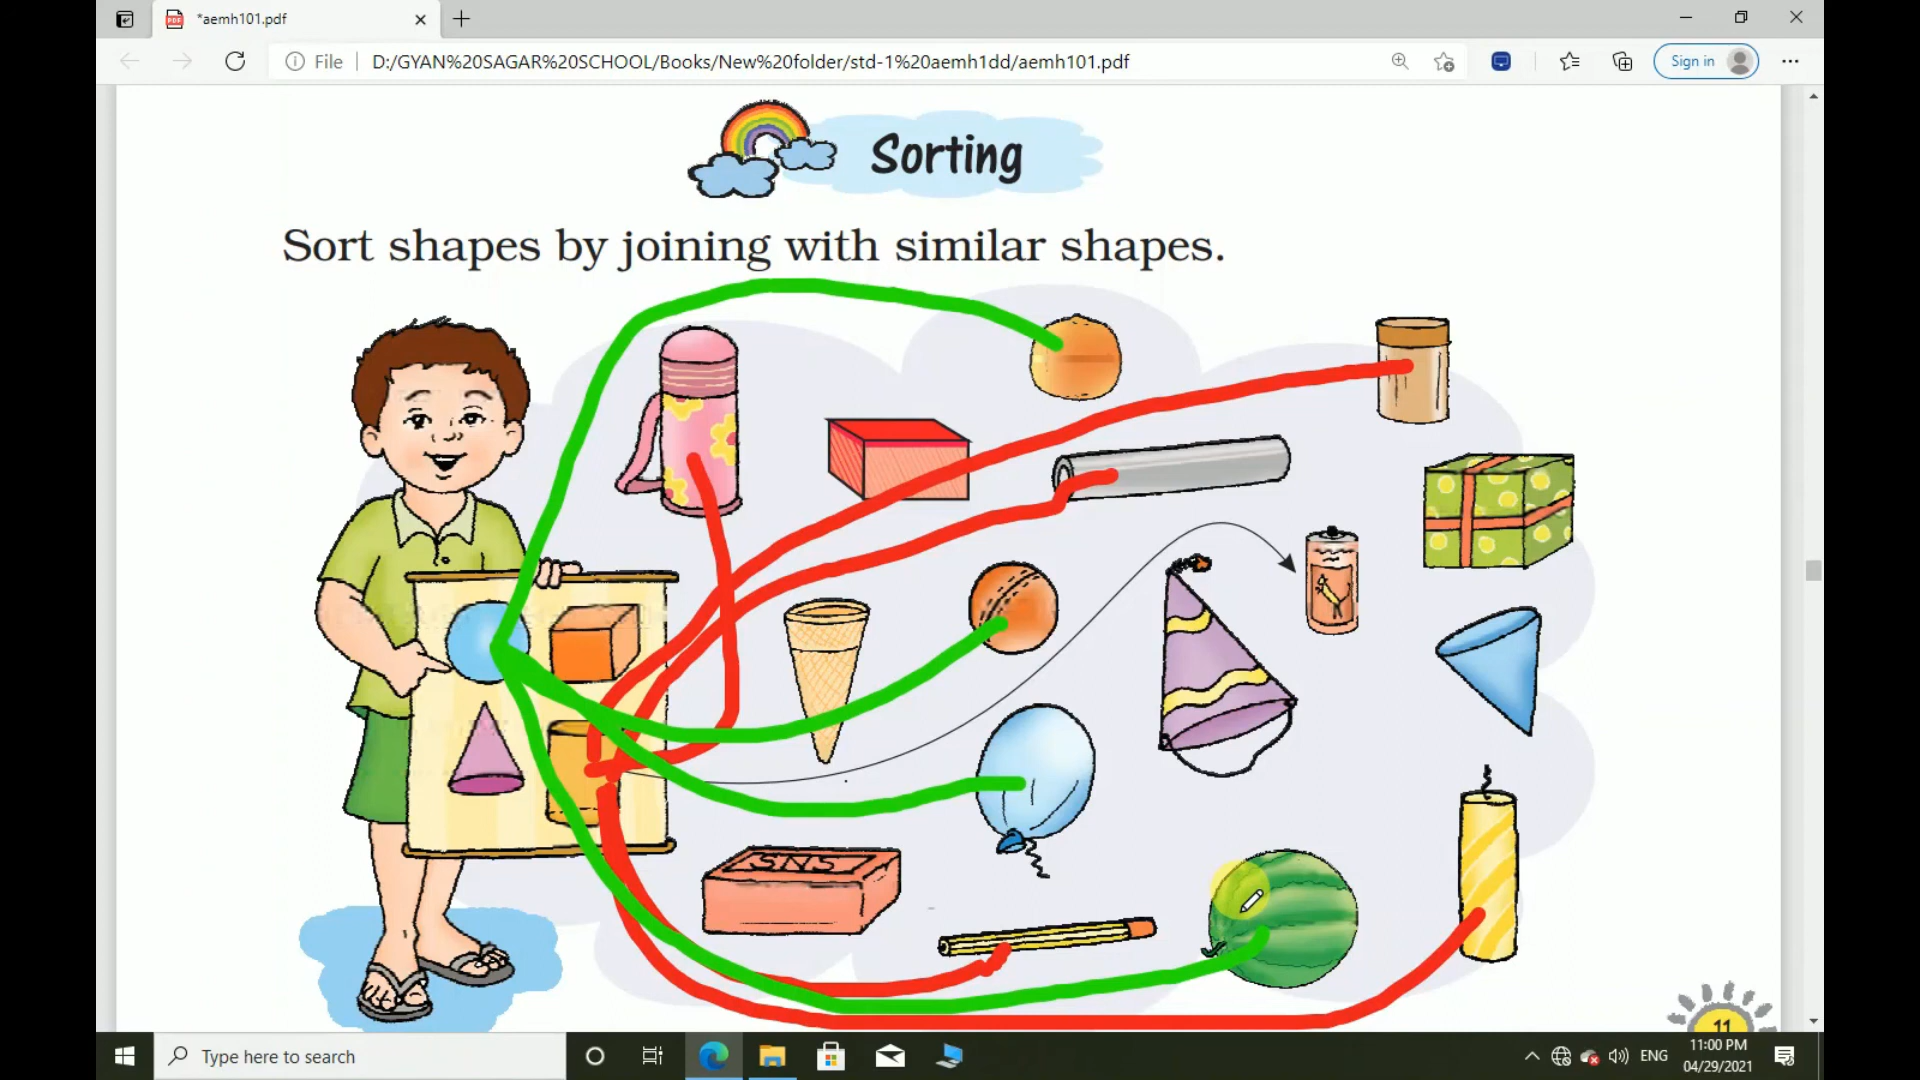 *aemh101.pdf
File
D:/GYAN%20SAGAR%20SCHOOL/Books/New%20folder/std-1%20aemh1dd/aemh101.pdf
Sign in
Sorting
Sort shapes by joining with similar shapes.
SNS
11
Type here to search
ENG
11:00 PM
04/29/2021